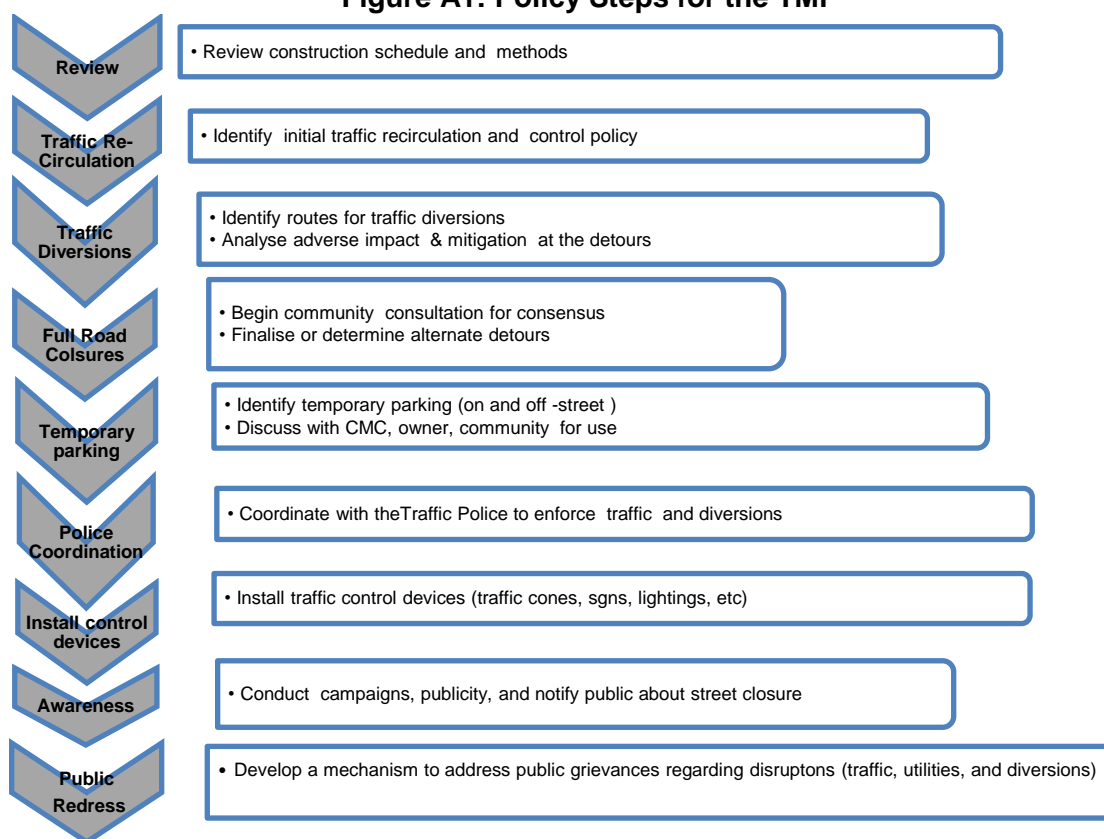 Figure A1: Policy Steps for the TMP
Review
• Review construction schedule and methods
Traffic Re-
Circulation
• Identify initial traffic recirculation and control policy
Traffic
Diversions
• Identify routes for traffic diversions
• Analyse adverse impact & mitigation at the detours
Full Road
Colsures
• Begin community consultation for consensus
• Finalise or determine alternate detours
Temporary
parking
• Identify temporary parking (on and off -street )
• Discuss with CMC, owner, community for use
Police
Coordination
• Coordinate with theTraffic Police to enforce traffic and diversions
Install control
devices
• Install traffic control devices (traffic cones, sgns, lightings, etc)
Awareness
• Conduct campaigns, publicity, and notify public about street closure
Public
Redress
• Develop a mechanism to address public grievances regarding disruptons (traffic, utilities, and diversions)